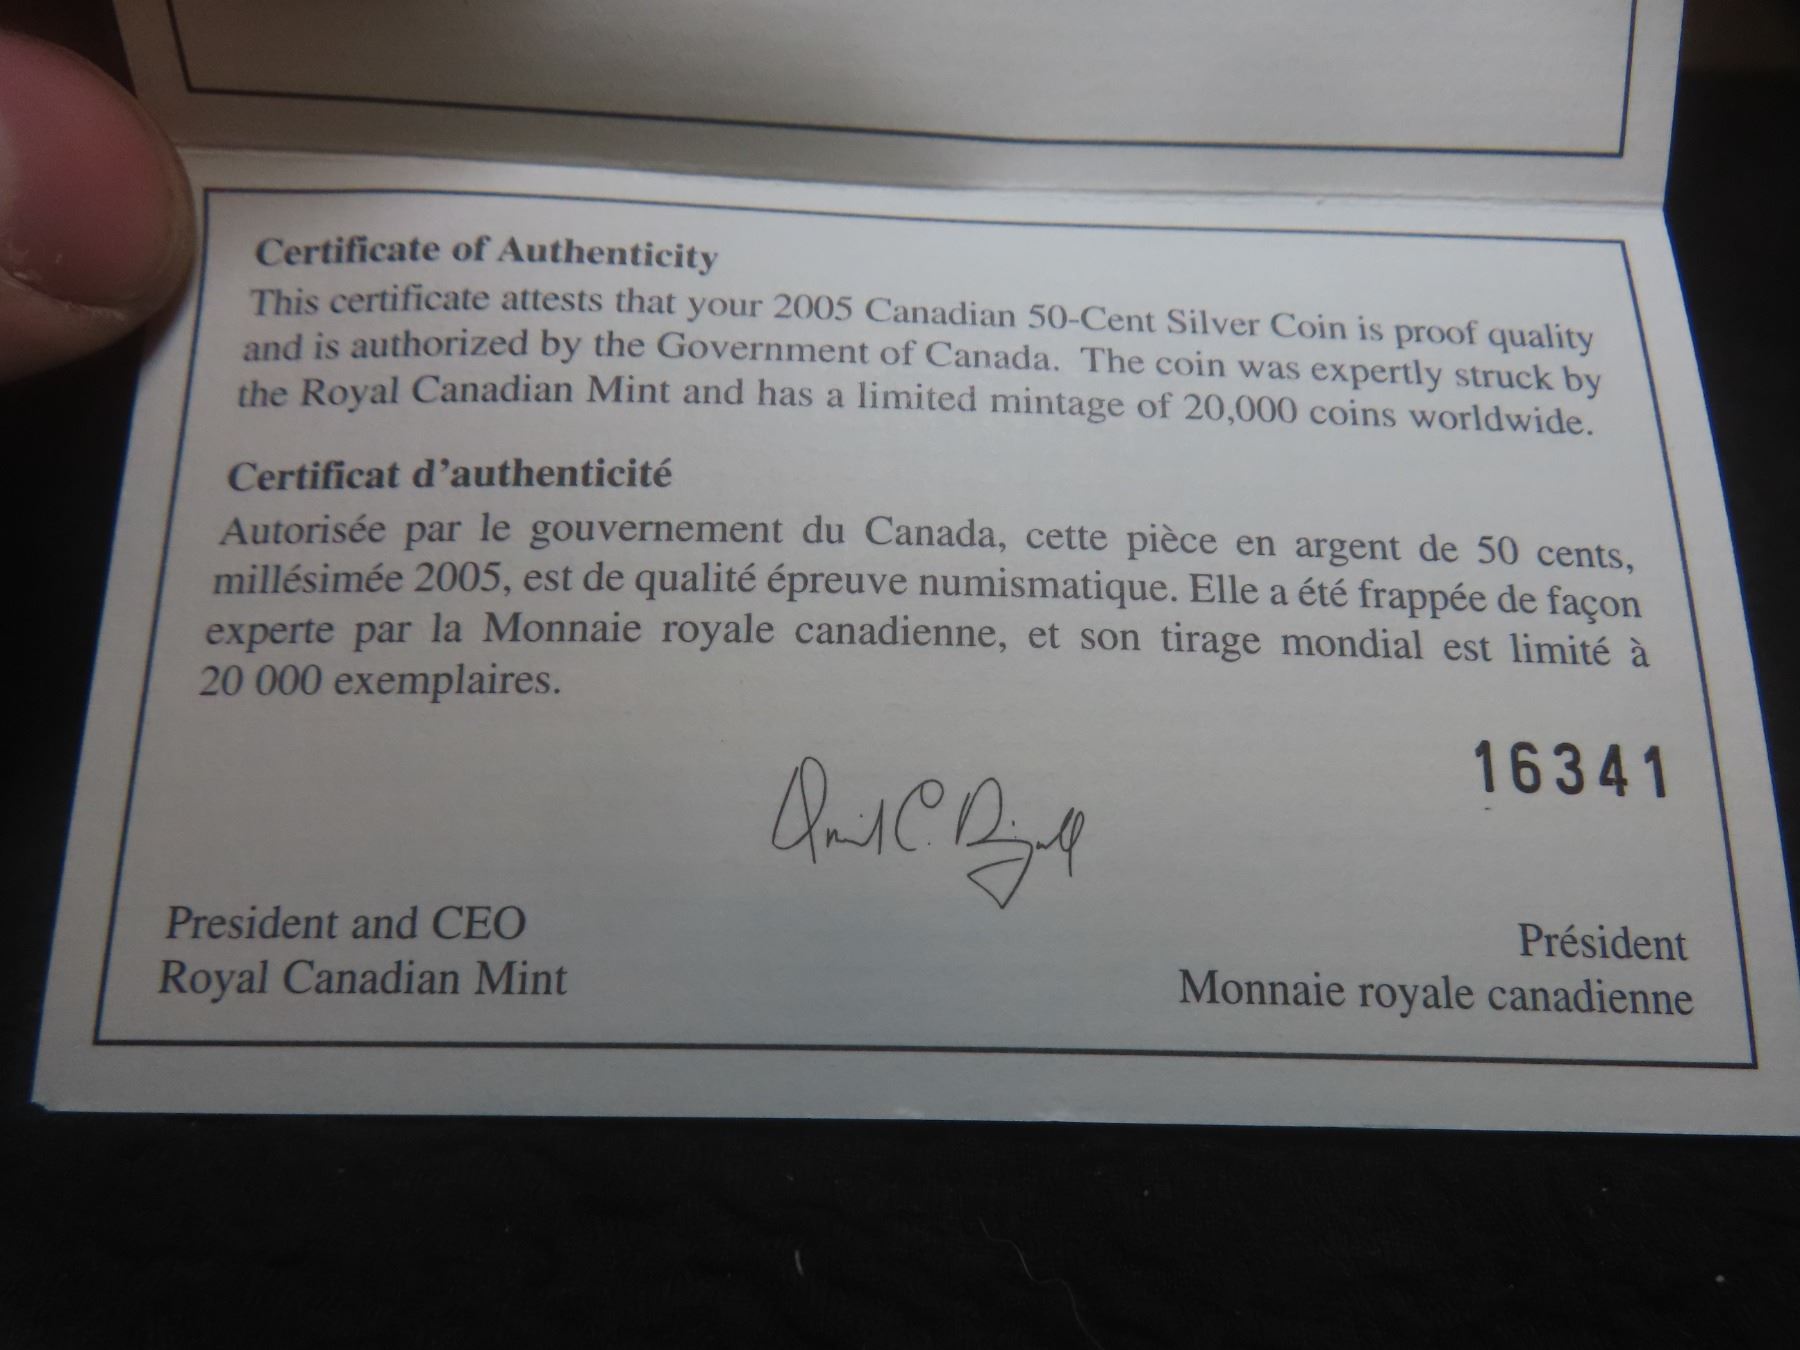 Certificate of Authenticity
This certificate attests that your 2005 Canadian 50-Cent Silver Coin is proof quality
and is authorized by the Government of Canada. The coin was expertly struck by
the Royal Canadian Mint and has a limited mintage of 20,000 coins worldwide.
Certificat d'authenticité
Autorisée par le gouvernement du Canada, cette pièce en argent de 50 cents,
millésimée 2005, est de qualité épreuve numismatique. Elle a été frappée de façon
experte par la Monnaie royale canadienne, et son tirage mondial est limité à
20 000 exemplaires.
16341
President and CEO
Royal Canadian Mint
Président
Monnaie royale canadienne